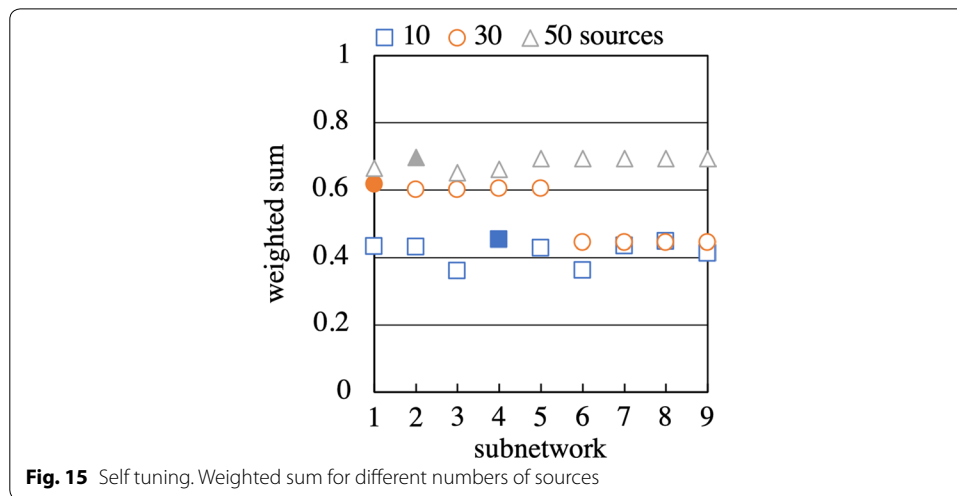 10 30 50 sources
1
0.8
0.6
0.4
0.2
0
weighted sum
1 2 3 4 5 6 7 8 9
subnetwork
Fig. 15 Self tuning. Weighted sum for different numbers of sources